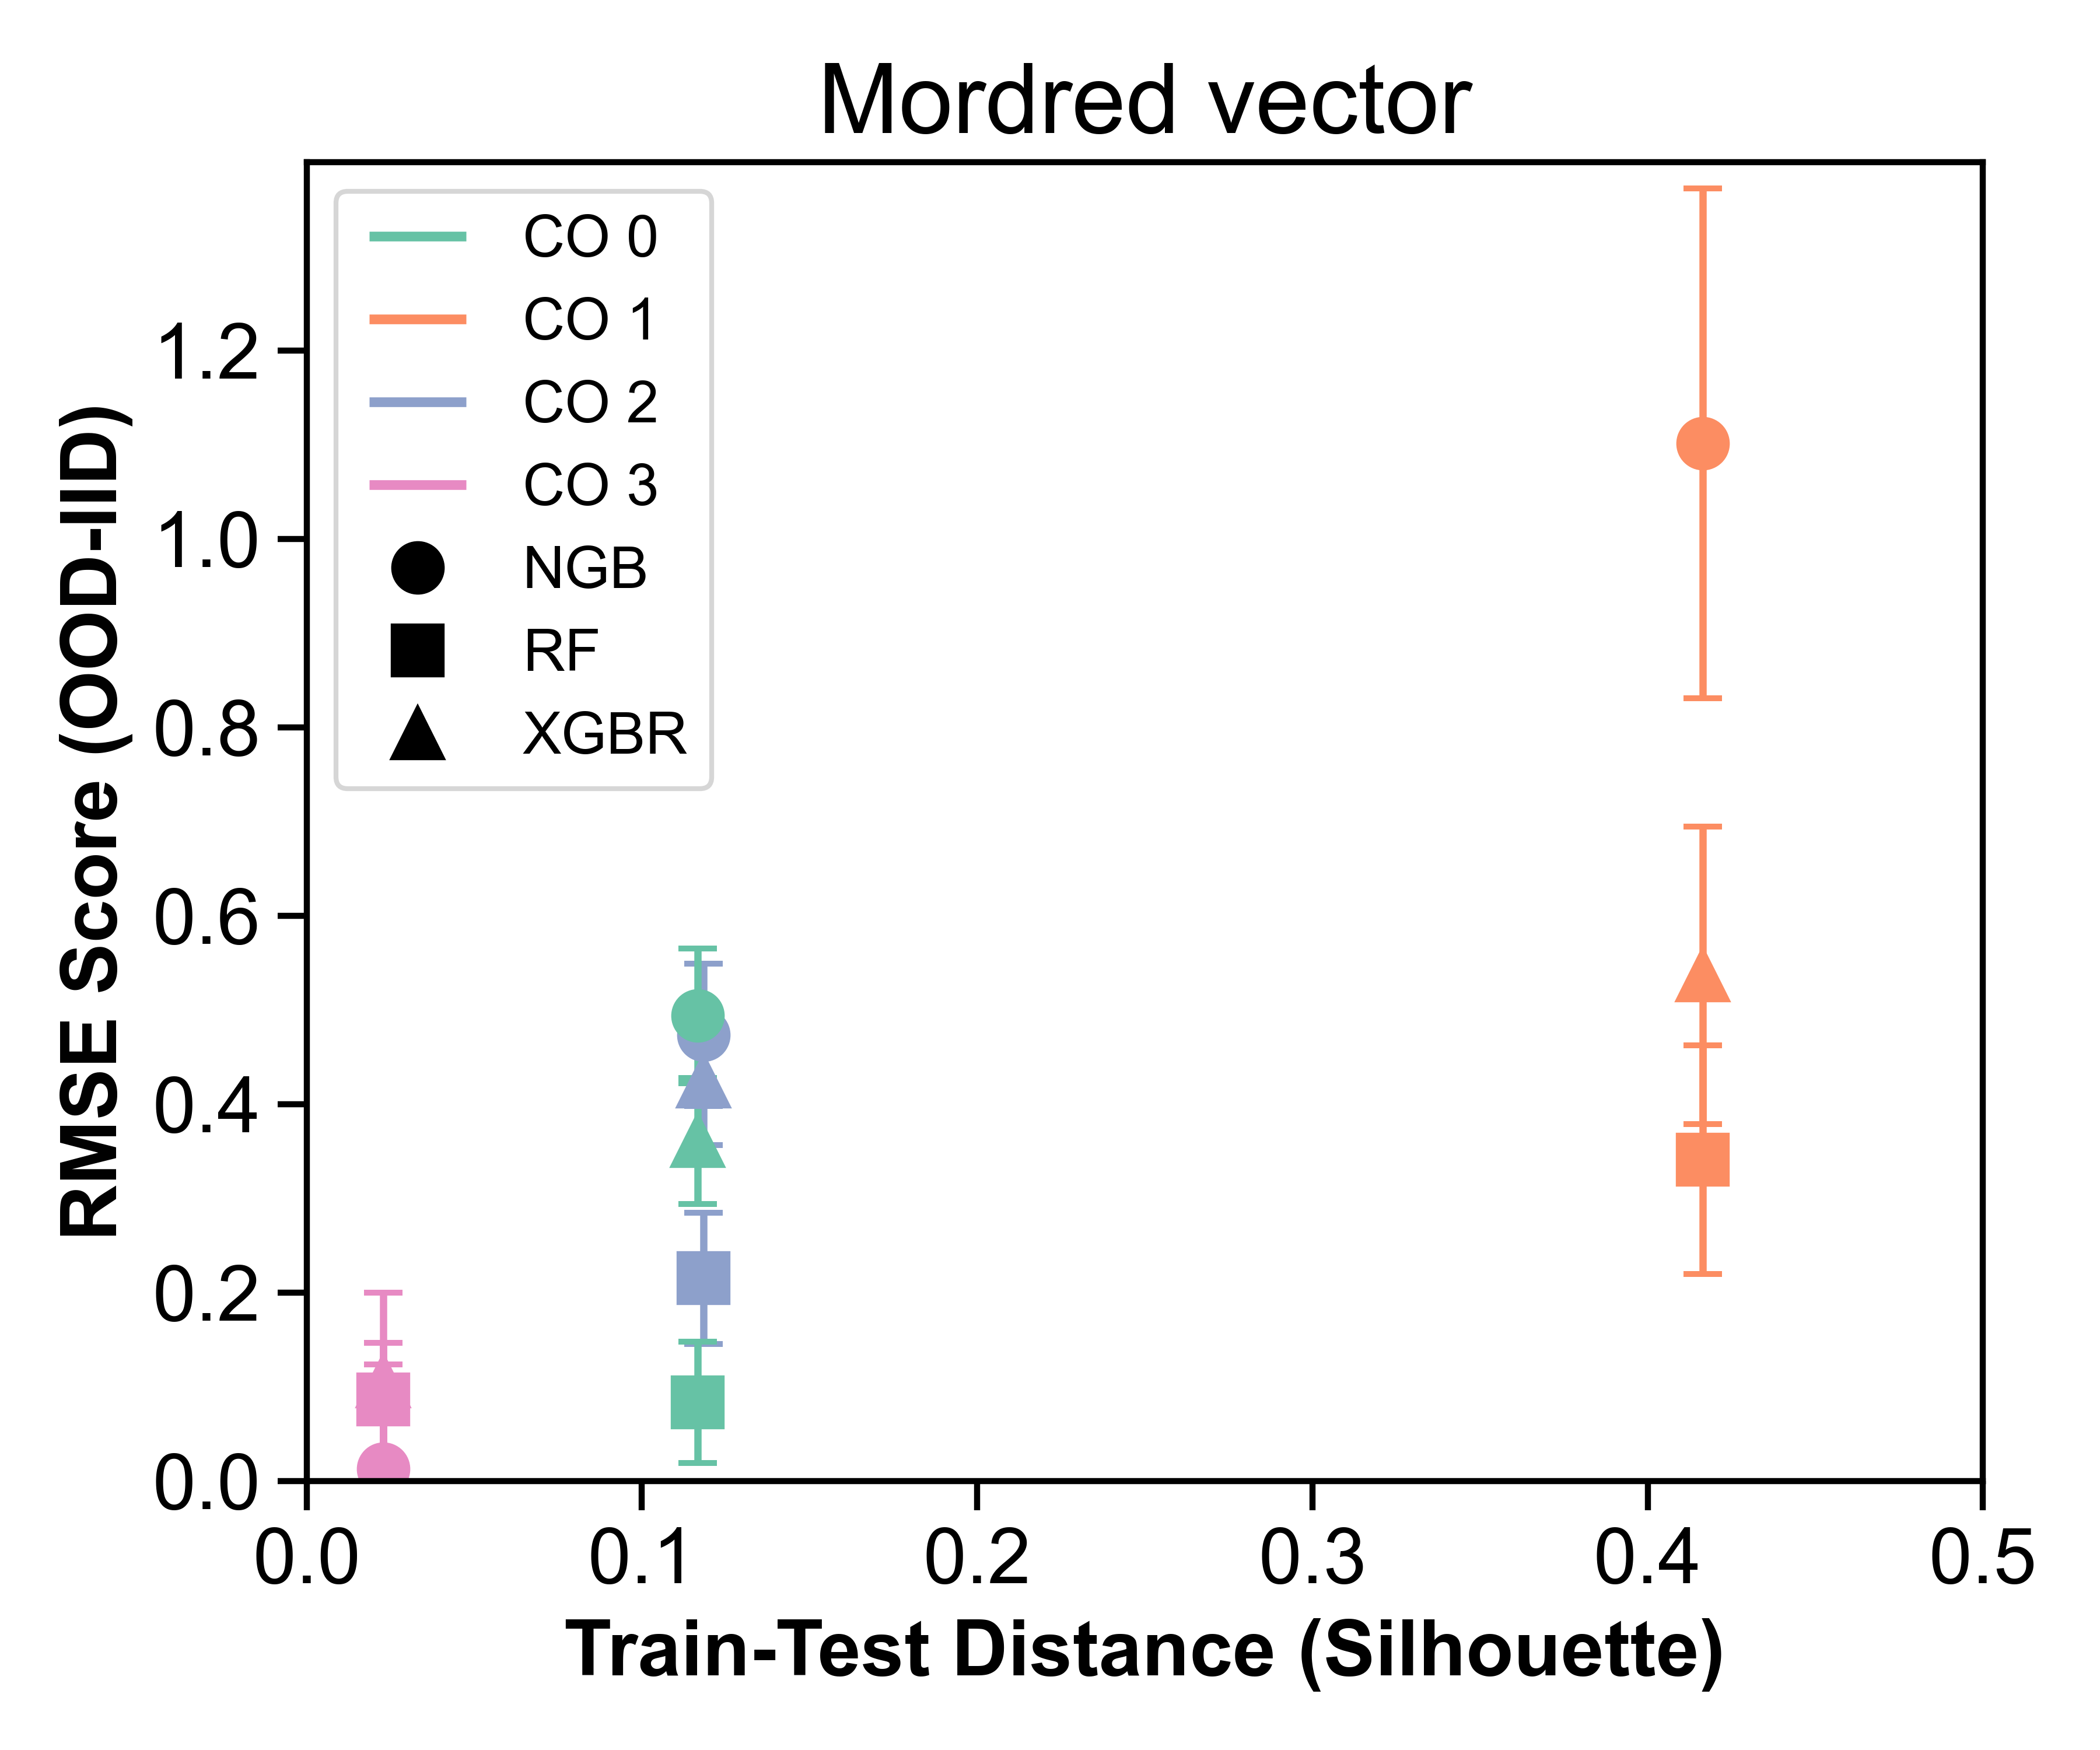 Mordred vector
CO 0
CO 1
CO 2
CO 3
NGB
RF
XGBR
RMSE Score (OOD-IID)
1.2
1.0
0.8
0.6
0.4
0.2
0.0
0.0 0.1 0.2 0.3 0.4 0.5
Train-Test Distance (Silhouette)